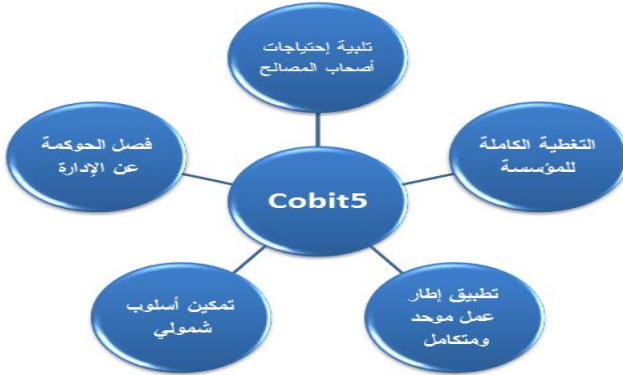 تلبية إحتياجات
أصحاب المصالح
التغطية الكاملة
للمؤسسة
تطبيق إطار
عمل موحد
ومتكامل
تمكين أسلوب
شمولي
فصل الحوكمة
عن الإدارة
Cobit5